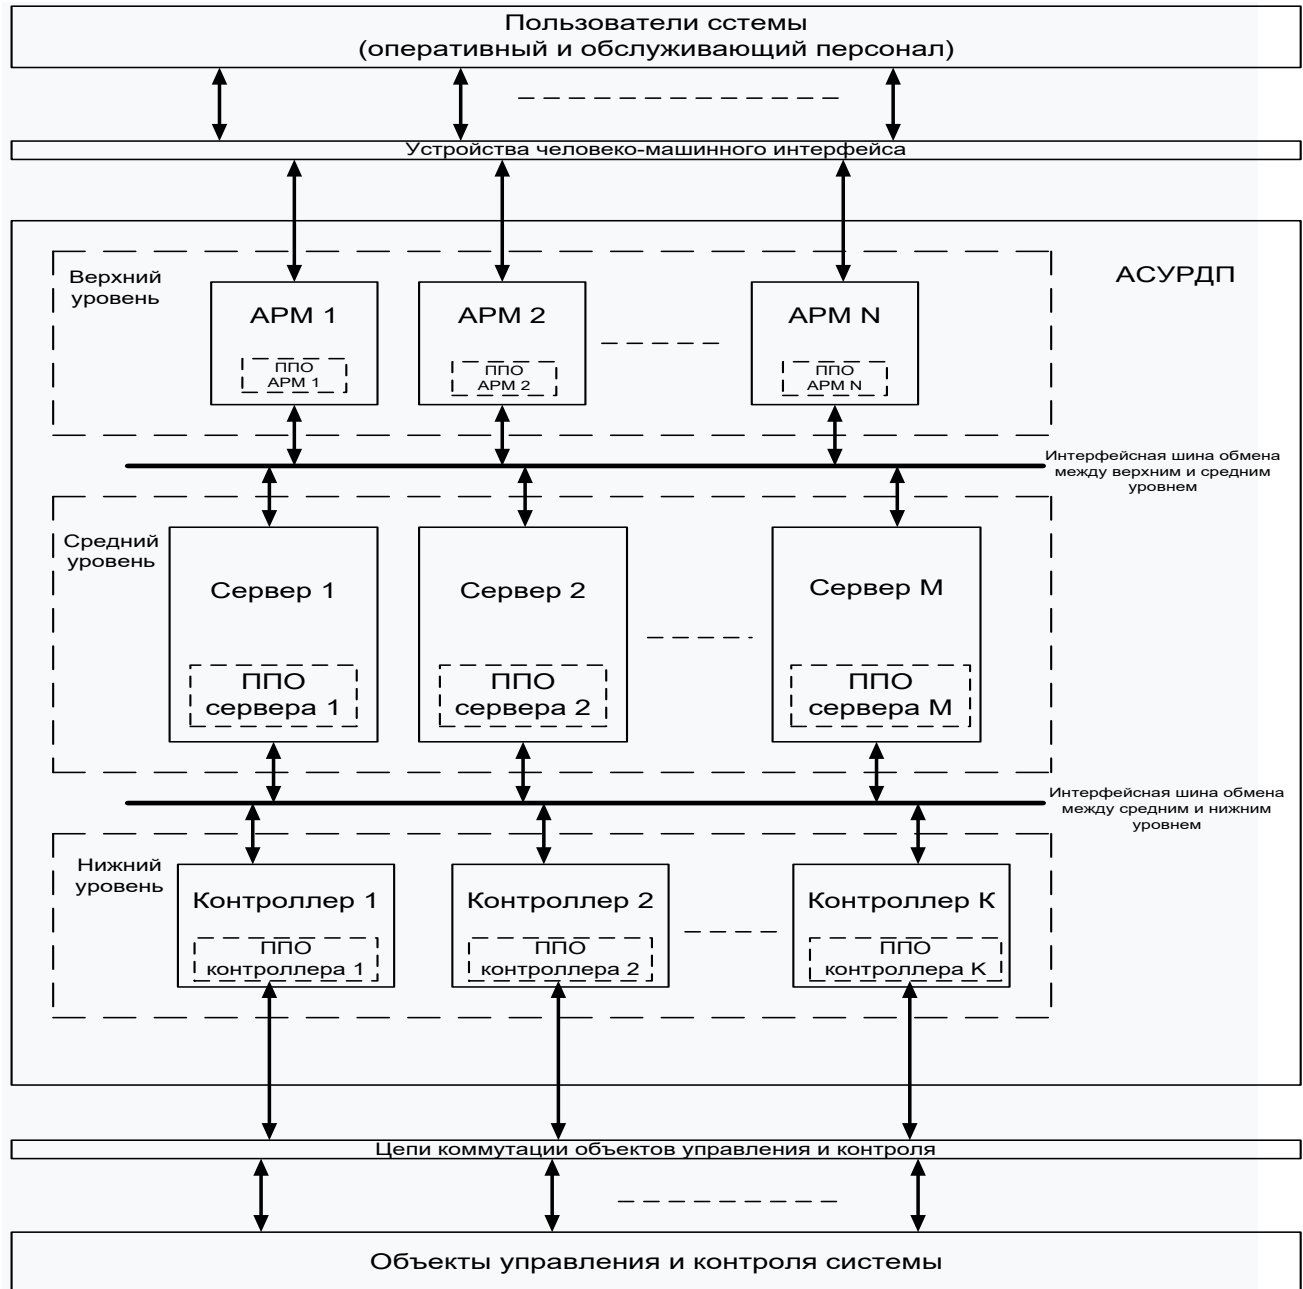 Пользователи сстемы
(оперативный и обслуживающий персонал)
Устройства человеко-машинного интерфейса
Верхний
уровень
АСУРДП
АРМ 1
АРМ 2
АРМ N
ППО
АРМ 1
ППО
АРМ 2
ППО
АРМ N
Интерфейсная шина обмена
между верхним и средним
уровнем
Средний
уровень
Сервер 1
Сервер 2
Сервер М
ППО
сервера 1
ППО
сервера 2
ППО
сервера М
Интерфейсная шина обмена
между средним и нижним
уровнем
Нижний
уровень
Контроллер 1
Контроллер 2
Контроллер К
ППО
контроллера 1
ППО
контроллера 2
ППО
контроллера К
Цепи коммутации объектов управления и контроля
Объекты управления и контроля системы